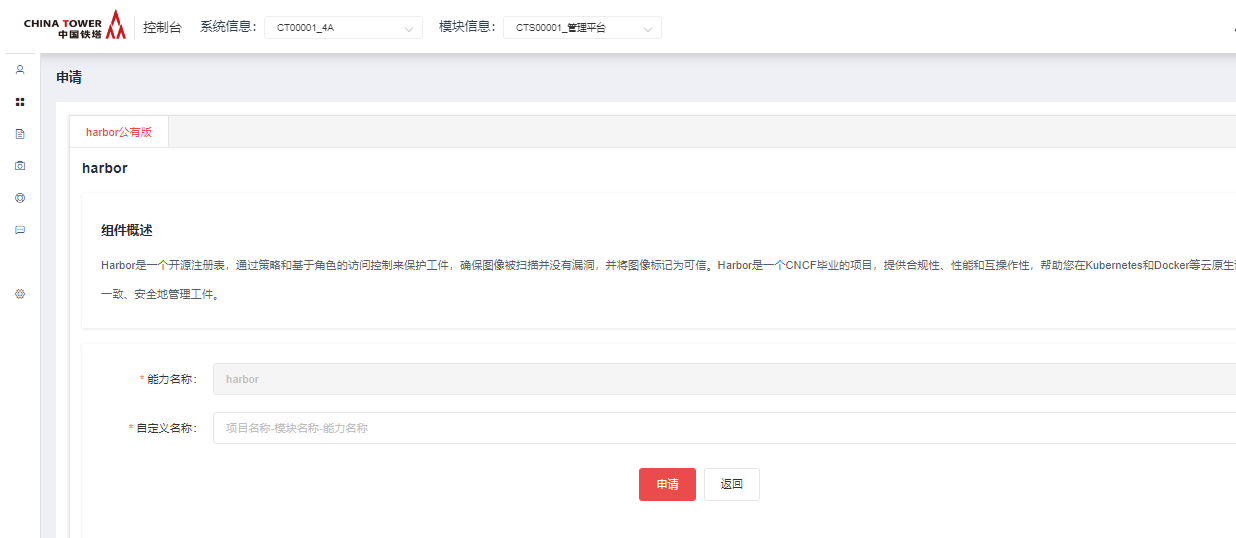 CHINA TOWER
中国铁塔
控制台 系统信息： CT00001_4A 模块信息： CTS00001_管理平台
申请
harbor公有版
harbor
组件概述
Harbor是一个开源注册表，通过策略和基于角色的访问控制来保护工件，确保图像被扫描并没有漏洞，并将图像标记为可信。Harbor是一个CNCF毕业的项目，提供合规性、性能和互操作性，帮助您在Kubernetes和Docker等云原生
一致、安全地管理工件。
* 能力名称： harbor
* 自定义名称： 项目名称-模块名称-能力名称
申请 返回